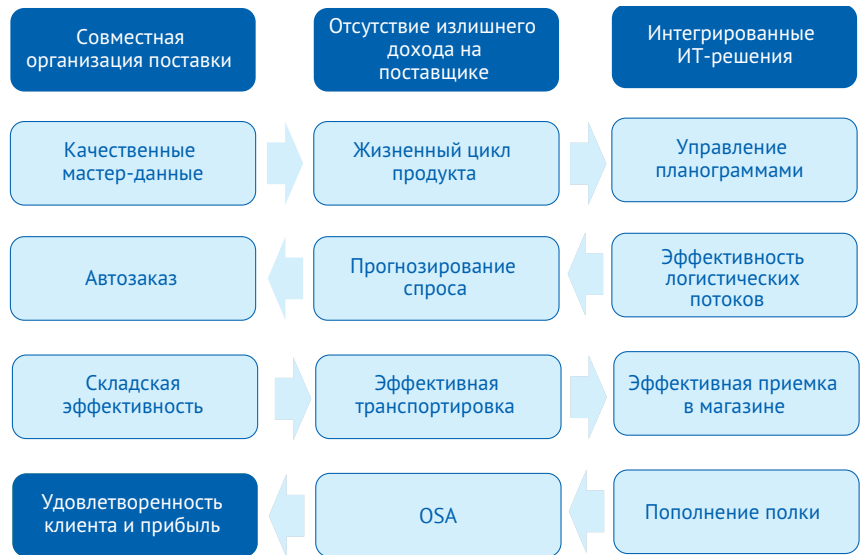 Совместная
организация поставки
Отсутствие излишнего
дохода на
поставщике
Интегрированные
ИТ-решения
Качественные
мастер-данные
Жизненный цикл
продукта
Управление
планограммами
Автозаказ
Прогнозирование
спроса
Эффективность
логистических
потоков
Складская
эффективность
Эффективная
транспортировка
Эффективная приемка
в магазине
Удовлетворенность
клиента и прибыль
OSA
Пополнение полки